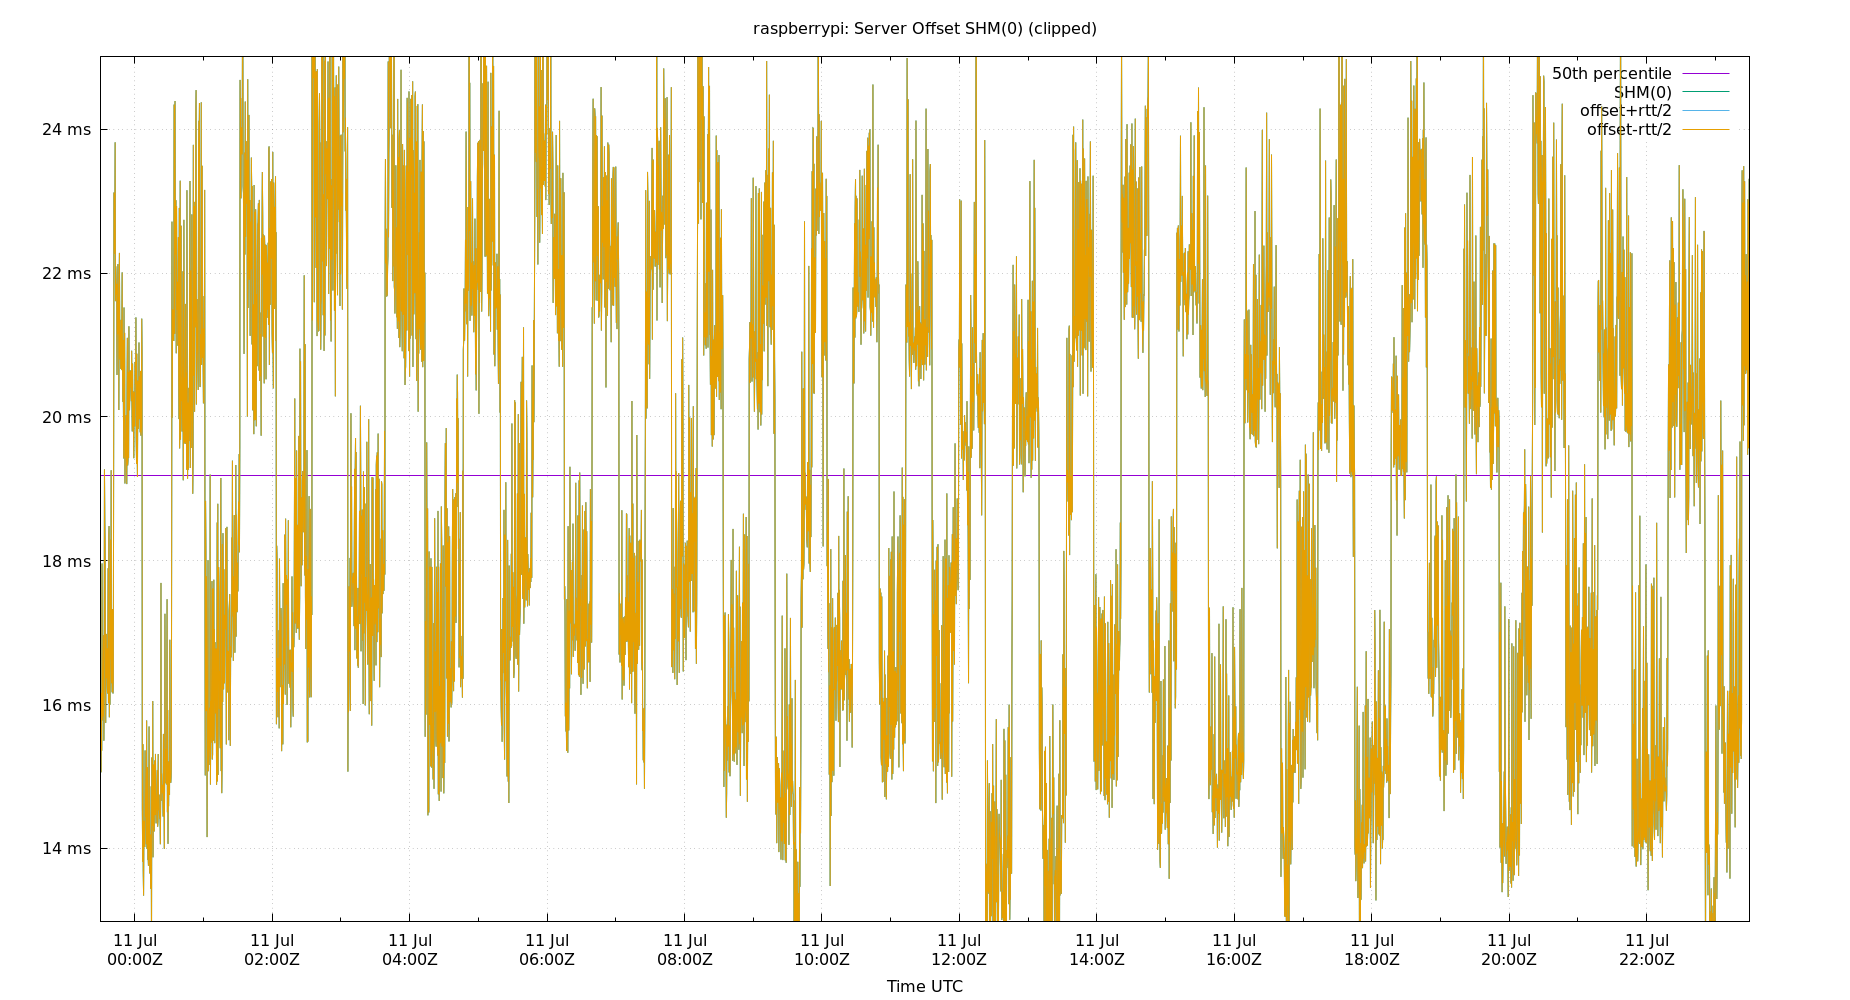 raspberrypi: Server Offset SHM(0) (clipped)
50th percentile
SHM(0)
offset+rtt/2
offset-rtt/2
24 ms
22 ms
20 ms
18 ms
16 ms
14 ms
11 Jul 11 Jul 11 Jul 11 Jul 11 Jul 11 Jul 11 Jul 11 Jul 11 Jul 11 Jul 11 Jul 11 Jul
00:00Z 02:00Z 04:00Z 06:00Z 08:00Z 10:00Z 12:00Z 14:00Z 16:00Z 18:00Z 20:00Z 22:00Z
Time UTC